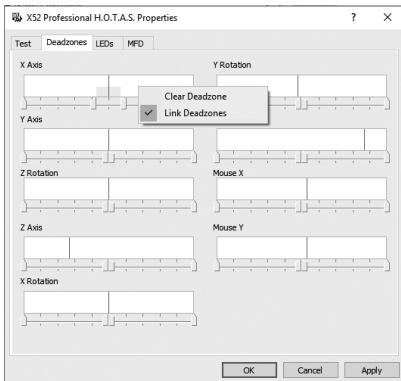 X52 Professional H.O.T.A.S. Properties
Test Deadzones LEDs MFD
X Axis
Y Rotation
Clear Deadzone
Link Deadzones
Y Axis
Z Rotation
Mouse X
Z Axis
Mouse Y
X Rotation
OK Cancel Apply